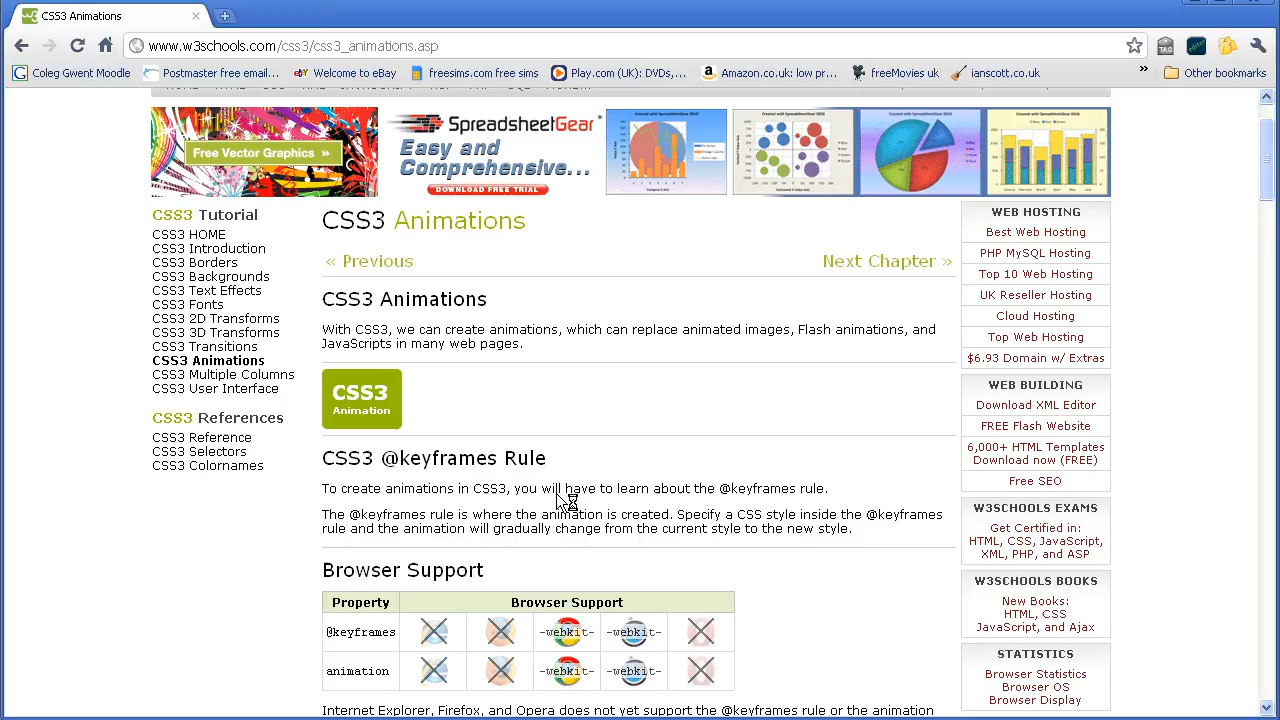 CSS3 Animations
www.w3schools.com/css3/css3_animations.asp
Coleg Gwent Moodle
Postmaster free email...
Welcome to eBay
freesims.com free sims
Play.com (UK): DVDs,...
Amazon.co.uk: low pr...
freeMovies uk
Other bookmarks
Free Vector Graphics »
SpreadsheetGear
Easy and
Comprehensive...
DOWNLOAD FREE TRIAL
CSS3 Tutorial
CSS3 HOME
CSS3 Introduction
CSS3 Borders
CSS3 Backgrounds
CSS3 Text Effects
CSS3 Fonts
CSS3 2D Transforms
CSS3 3D Transforms
CSS3 Transitions
CSS3 Animations
CSS3 Multiple Columns
CSS3 User Interface
CSS3 References
CSS3 Reference
CSS3 Selectors
CSS3 Colornames
CSS3 Animations
« Previous
Next Chapter »
CSS3 Animations
With CSS3, we can create animations, which can replace animated images, Flash animations, and
JavaScripts in many web pages.
CSS3
Animation
CSS3 @keyframes Rule
To create animations in CSS3, you will have to learn about the @keyframes rule.
The @keyframes rule is where the animation is created. Specify a CSS style inside the @keyframes
rule and the animation will gradually change from the current style to the new style.
Browser Support
Property Browser Support
@keyframes -webkit- -webkit-
animation -webkit- -webkit-
Internet Explorer, Firefox, and Opera does not yet support the @keyframes rule or the animation
WEB HOSTING
Best Web Hosting
PHP MySQL Hosting
Top 10 Web Hosting
UK Reseller Hosting
Cloud Hosting
Top Web Hosting
$6.93 Domain w/ Extras
WEB BUILDING
Download XML Editor
FREE Flash Website
6,000+ HTML Templates
Download now (FREE)
Free SEO
W3SCHOOLS EXAMS
Get Certified in:
HTML, CSS, JavaScript,
XML, PHP, and ASP
W3SCHOOLS BOOKS
New Books:
HTML, CSS
JavaScript, and Ajax
STATISTICS
Browser Statistics
Browser OS
Browser Display